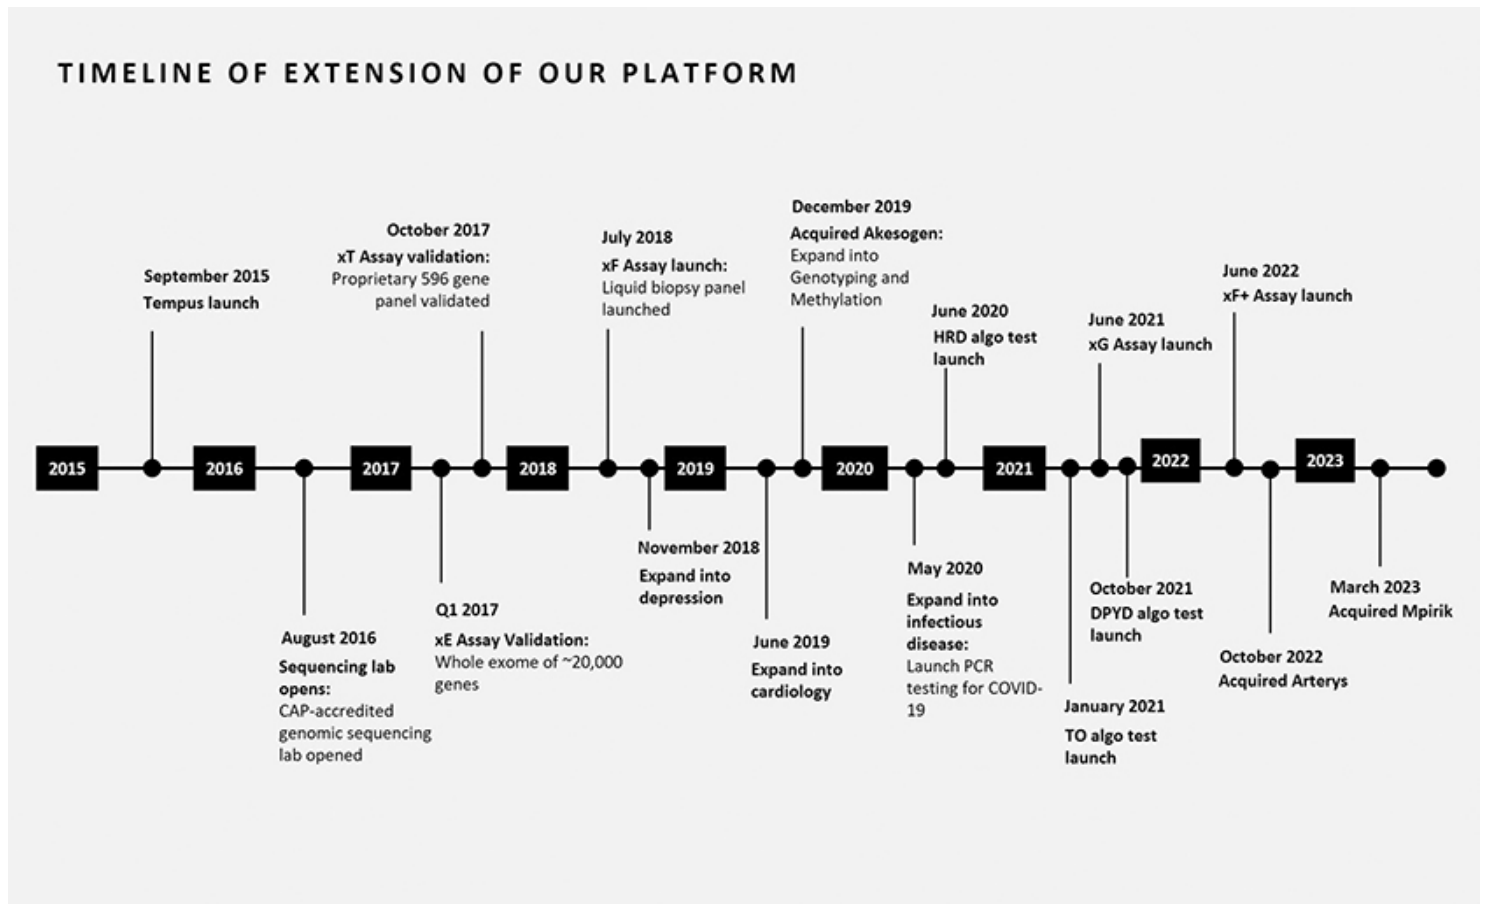 TIMELINE OF EXTENSION OF OUR PLATFORM
September 2015
Tempus launch
October 2017
xT Assay validation:
Proprietary 596 gene
panel validated
July 2018
xF Assay launch:
Liquid biopsy panel
launched
December 2019
Acquired Akesogen:
Expand into
Genotyping and
Methylation
June 2020
HRD algo test
launch
June 2021
xG Assay launch
June 2022
xF+ Assay launch
2015
2016
2017
2018
2019
2020
2021
2022
2023
August 2016
Sequencing lab
opens:
CAP-accredited
genomic sequencing
lab opened
Q1 2017
xE Assay Validation:
Whole exome of ~20,000
genes
November 2018
Expand into
depression
June 2019
Expand into
cardiology
May 2020
Expand into
infectious
disease:
Launch PCR
testing for COVID-
19
January 2021
TO algo test
launch
October 2021
DPYD algo test
launch
October 2022
Acquired Arterys
March 2023
Acquired Mpirik